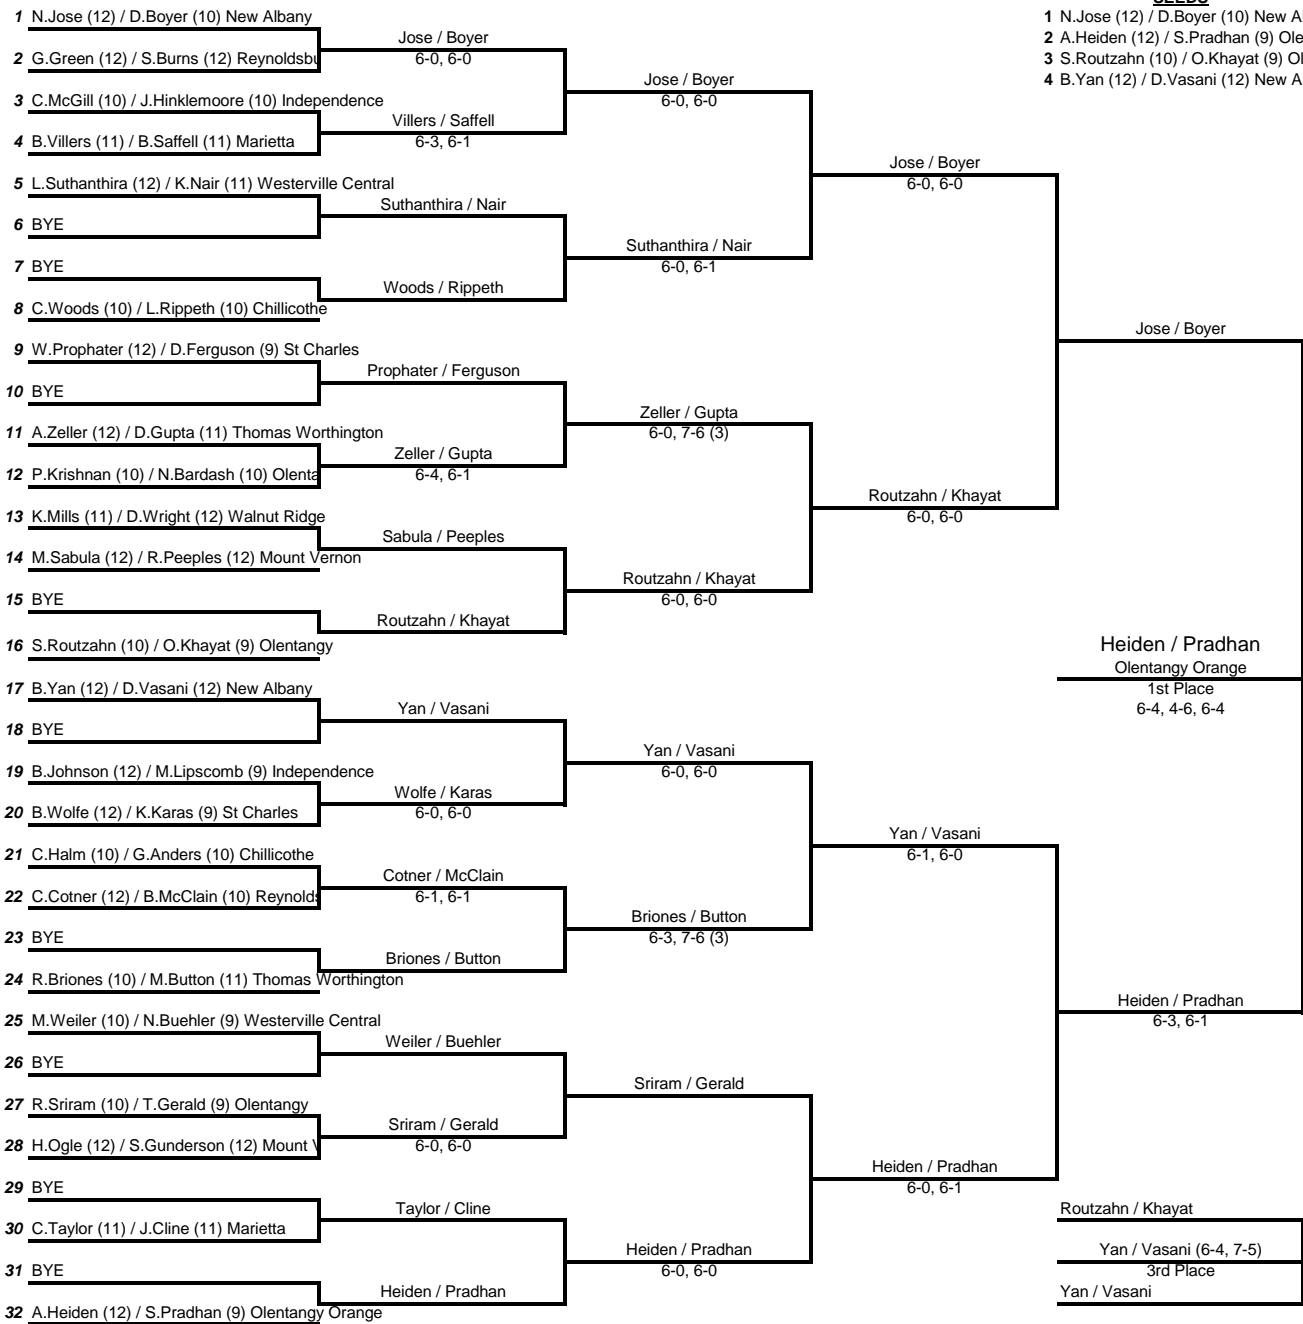 SEEDS
1 N.Jose (12) / D.Boyer (10) New Al
2 A.Heiden (12) / S.Pradhan (9) Ole
3 S.Routzahn (10) / O.Khayat (9) Ol
4 B.Yan (12) / D.Vasani (12) New A
1 N.Jose (12) / D.Boyer (10) New Albany
2 G.Green (12) / S.Burns (12) Reynoldsbu
3 C.McGill (10) / J.Hinklemoore (10) Independence
4 B.Villers (11) / B.Saffell (11) Marietta
5 L.Suthanthira (12) / K.Nair (11) Westerville Central
6 BYE
7 BYE
8 C.Woods (10) / L.Rippeth (10) Chillicothe
9 W.Prophater (12) / D.Ferguson (9) St Charles
10 BYE
11 A.Zeller (12) / D.Gupta (11) Thomas Worthington
12 P.Krishnan (10) / N.Bardash (10) Olenta
13 K.Mills (11) / D.Wright (12) Walnut Ridge
14 M.Sabula (12) / R.Peeples (12) Mount Vernon
15 BYE
16 S.Routzahn (10) / O.Khayat (9) Olentangy
17 B.Yan (12) / D.Vasani (12) New Albany
18 BYE
19 B.Johnson (12) / M.Lipscomb (9) Independence
20 B.Wolfe (12) / K.Karas (9) St Charles
21 C.Halm (10) / G.Anders (10) Chillicothe
22 C.Cotner (12) / B.McClain (10) Reynolds
23 BYE
24 R.Briones (10) / M.Button (11) Thomas Worthington
25 M.Weiler (10) / N.Buehler (9) Westerville Central
26 BYE
27 R.Sriram (10) / T.Gerald (9) Olentangy
28 H.Ogle (12) / S.Gunderson (12) Mount V
29 BYE
30 C.Taylor (11) / J.Cline (11) Marietta
31 BYE
32 A.Heiden (12) / S.Pradhan (9) Olentangy Orange
Jose / Boyer
6-0, 6-0
Villers / Saffell
6-3, 6-1
Suthanthira / Nair
Woods / Rippeth
Prophater / Ferguson
Zeller / Gupta
6-4, 6-1
Sabula / Peeples
Routzahn / Khayat
Yan / Vasani
Wolfe / Karas
6-0, 6-0
Cotner / McClain
6-1, 6-1
Briones / Button
Weiler / Buehler
Sriram / Gerald
6-0, 6-0
Taylor / Cline
Heiden / Pradhan
Jose / Boyer
6-0, 6-0
Suthanthira / Nair
6-0, 6-1
Zeller / Gupta
6-0, 7-6 (3)
Routzahn / Khayat
6-0, 6-0
Yan / Vasani
6-0, 6-0
Briones / Button
6-3, 7-6 (3)
Sriram / Gerald
Heiden / Pradhan
6-0, 6-0
Jose / Boyer
6-0, 6-0
Routzahn / Khayat
6-0, 6-0
Yan / Vasani
6-1, 6-0
Heiden / Pradhan
6-0, 6-1
Jose / Boyer
Heiden / Pradhan
6-3, 6-1
Heiden / Pradhan
Olentangy Orange
1st Place
6-4, 4-6, 6-4
Routzahn / Khayat
Yan / Vasani (6-4, 7-5)
3rd Place
Yan / Vasani